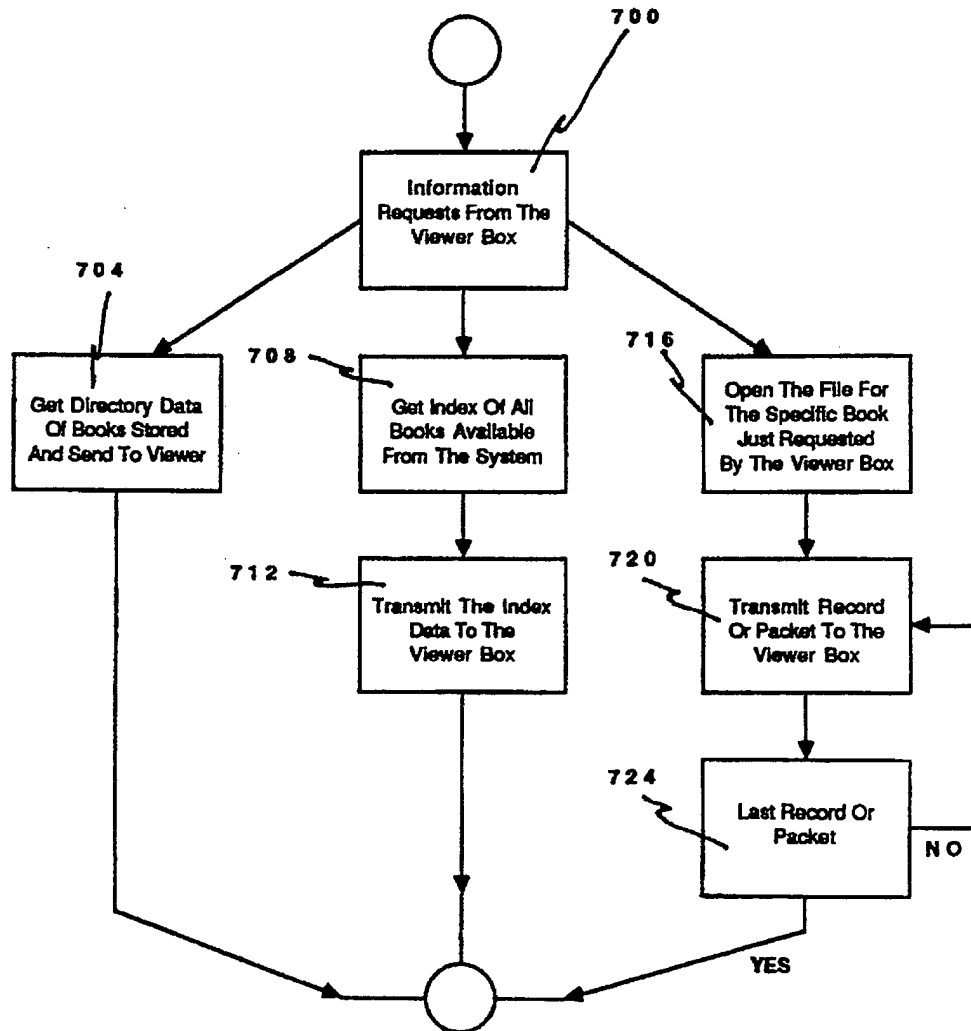 700
Information
Requests From The
Viewer Box
704
Get Directory Data
Of Books Stored
And Send To Viewer
708
Get Index Of All
Books Available
From The System
716
Open The File For
The Specific Book
Just Requested
By The Viewer Box
712
Transmit The Index
Data To The
Viewer Box
720
Transmit Record
Or Packet To The
Viewer Box
724
Last Record Or
Packet
NO
YES